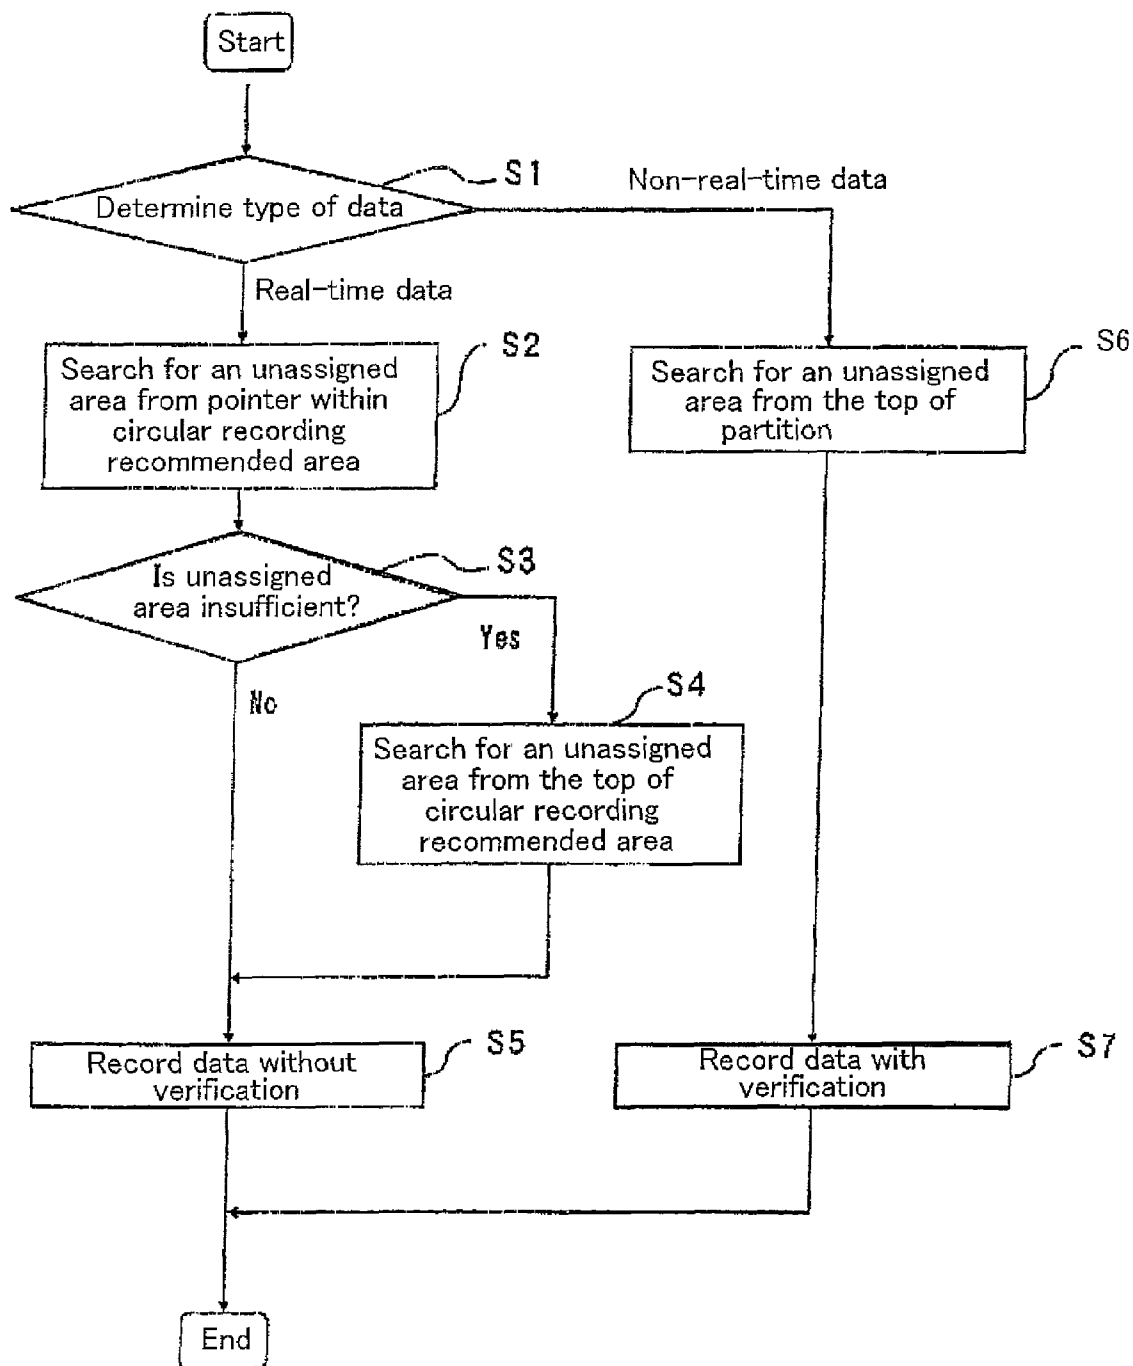 Start
S1
Determine type of data
Non-real-time data
Real-time data
S2
Search for an unassigned
area from pointer within
circular recording
recommended area
S6
Search for an unassigned
area from the top of
partition
S3
Is unassigned
area insufficient?
Yes
No
S4
Search for an unassigned
area from the top of
circular recording
recommended area
S5
Record data without
verification
S7
Record data with
verification
End